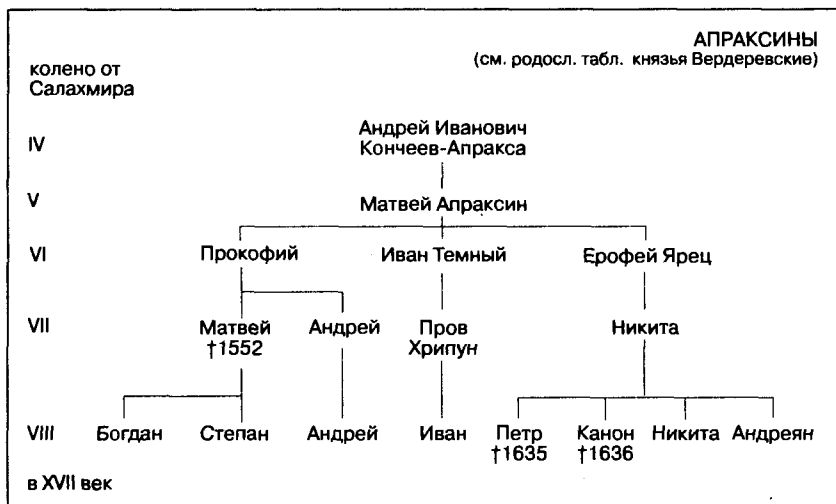 АПРАКСИНЫ
(см. родосл. табл. князья Вердеревские)
колено от
Салахмира
IV
Андрей Иванович
Кончеев-Апракса
V
Матвей Апраксин
VI
Прокофий Иван Темный Ерофей Ярец
VII
Матвей Андрей Пров Никита
†1552 Хрипун
VIII Богдан Степан Андрей Иван Петр Канон Никита Андреян
†1635 †1636
в XVII век